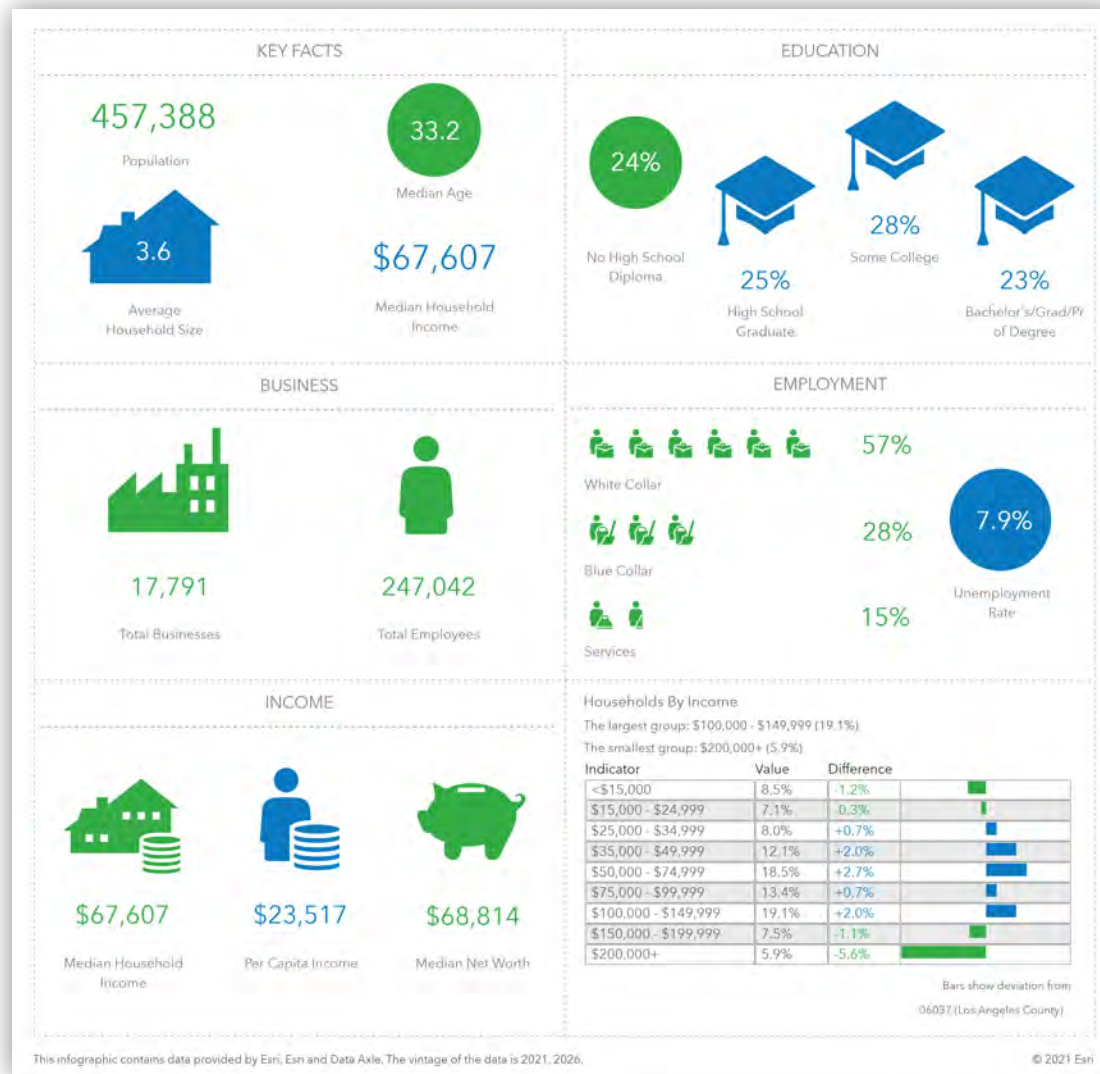 KEY FACTS
457,388
Population
33.2
Median Age
3.6
Average
Household Size
$67,607
Median Household
Income
EDUCATION
24%
No High School
Diploma
25%
High School
Graduate
28%
Some College
23%
Bachelor's/Grad/Pr
of Degree
BUSINESS
17,791
Total Businesses
247,042
Total Employees
EMPLOYMENT
57%
White Collar
28%
Blue Collar
15%
Services
7.9%
Unemployment
Rate
INCOME
$67,607
Median Household
Income
$23,517
Per Capita Income
$68,814
Median Net Worth
Households By Income
The largest group: $100,000 - $149,999 (19.1%)
The smallest group: $200,000+ (5.9%)
Indicator Value Difference
<$15,000 8.5% -1.2%
$15,000 - $24,999 7.1% -0.3%
$25,000 - $34,999 8.0% +0.7%
$35,000 - $49,999 12.1% +2.0%
$50,000 - $74,999 18.5% +2.7%
$75,000 - $99,999 13.4% +0.7%
$100,000 - $149,999 19.1% +2.0%
$150,000 - $199,999 7.5% -1.1%
$200,000+ 5.9% -5.6%
Bars show deviation from
06037 (Los Angeles County)
This infographic contains data provided by Esri, Esri and Data Axle. The vintage of the data is 2021, 2026.
© 2021 Esri